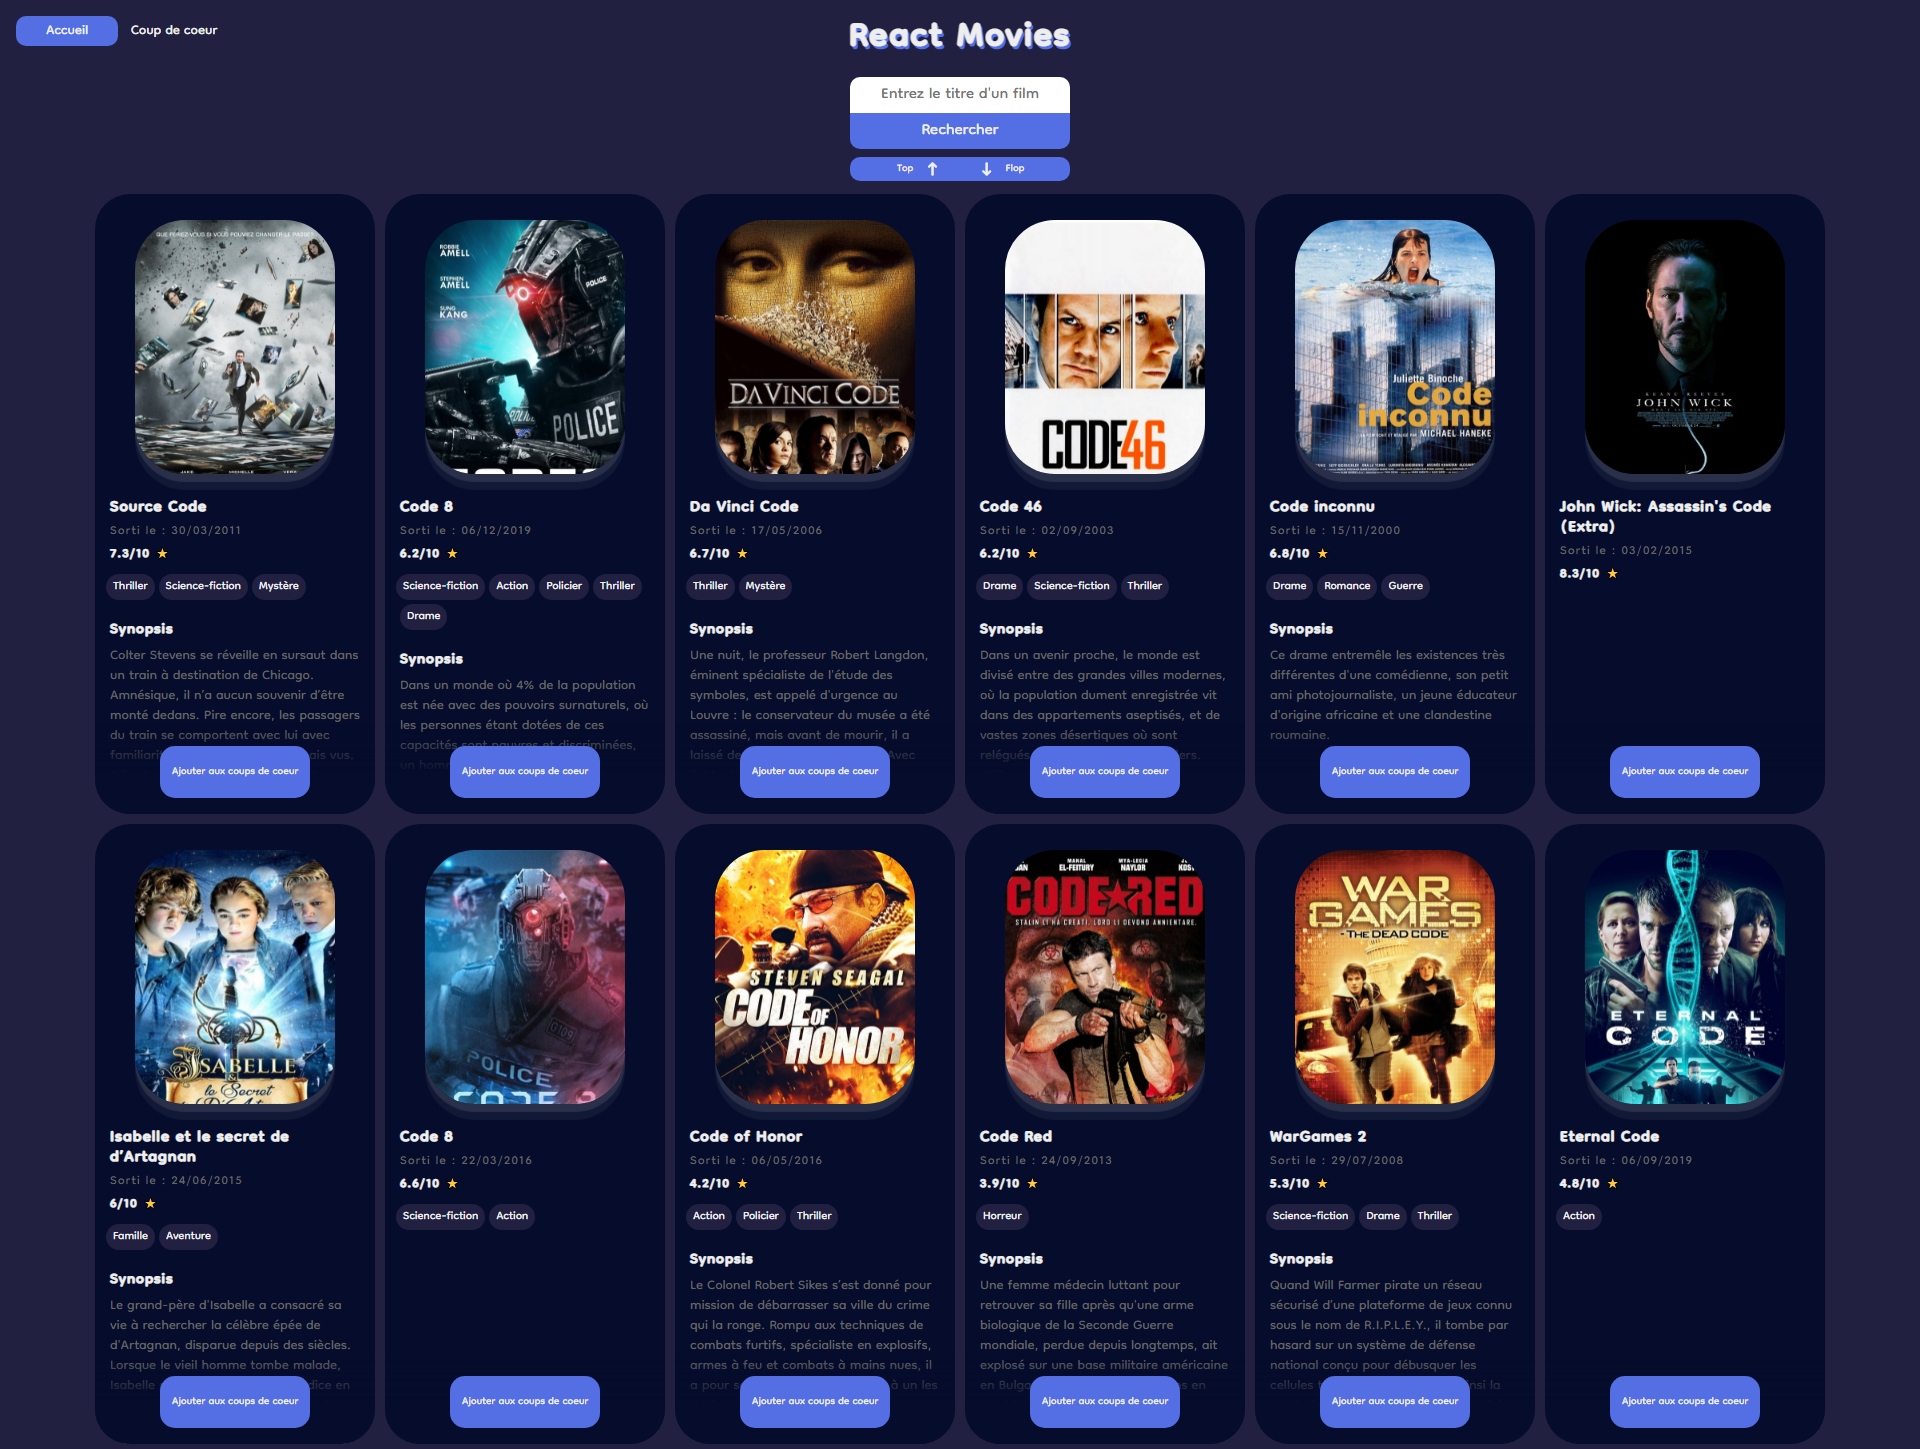 Accueil
Coup de coeur
React Movies
Entrez le titre d'un film
Rechercher
Top ↑ ↓ Flop
QUE FERIEZ-VOUS SI VOUS POUVIEZ CHANGER LE PASSÉ?
Source Code
Sorti le : 30/03/2011
7.3/10 ★
Thriller Science-fiction Mystère
Synopsis
Colter Stevens se réveille en sursaut dans
un train à destination de Chicago.
Amnésique, il n'a aucun souvenir d'être
monté dedans. Pire encore, les passagers
du train se comportent avec lui avec
ais vus.
Ajouter aux coups de coeur
ROBBIE
AMELL
STEPHEN
AMELL
SUNG
KANG
POLICE
POLICE
Code 8
Sorti le : 06/12/2019
6.2/10 ★
Science-fiction Action Policier Thriller
Drame
Synopsis
Dans un monde où 4% de la population
est née avec des pouvoirs surnaturels, où
les personnes étant dotées de ces
capacités sont pauvres et discriminées,
Ajouter aux coups de coeur
DA VINCI CODE
Da Vinci Code
Sorti le : 17/05/2006
6.7/10 ★
Thriller Mystère
Synopsis
Une nuit, le professeur Robert Langdon,
éminent spécialiste de l'étude des
symboles, est appelé d'urgence au
Louvre : le conservateur du musée a été
assassiné, mais avant de mourir, il a
laissé de Avec
Ajouter aux coups de coeur
CODE 46
Code 46
Sorti le : 02/09/2003
6.2/10 ★
Drame Science-fiction Thriller
Synopsis
Dans un avenir proche, le monde est
divisé entre des grandes villes modernes,
où la population dument enregistrée vit
dans des appartements aseptisés, et de
vastes zones désertiques où sont
relégués ers.
Ajouter aux coups de coeur
Juliette Binoche
Code
inconnu
MICHAEL HANEKE
Code inconnu
Sorti le : 15/11/2000
6.8/10 ★
Drame Romance Guerre
Synopsis
Ce drame entremêle les existences très
différentes d'une comédienne, son petit
ami photojournaliste, un jeune éducateur
d'origine africaine et une clandestine
roumaine.
Ajouter aux coups de coeur
KEANU REEVES
JOHN WICK
John Wick: Assassin's Code
(Extra)
Sorti le : 03/02/2015
8.3/10 ★
Ajouter aux coups de coeur
ISABELLE
le Secret
Isabelle et le secret de
d'Artagnan
Sorti le : 24/06/2015
6/10 ★
Famille Aventure
Synopsis
Le grand-père d'Isabelle a consacré sa
vie à rechercher la célèbre épée de
d'Artagnan, disparue depuis des siècles.
Lorsque le vieil homme tombe malade,
Isabelle dice en
Ajouter aux coups de coeur
POLICE
Code 8
Sorti le : 22/03/2016
6.6/10 ★
Science-fiction Action
Ajouter aux coups de coeur
STEVEN SEAGAL
CODE OF
HONOR
Code of Honor
Sorti le : 06/05/2016
4.2/10 ★
Action Policier Thriller
Synopsis
Le Colonel Robert Sikes s'est donné pour
mission de débarrasser sa ville du crime
qui la ronge. Rompu aux techniques de
combats furtifs, spécialiste en explosifs,
armes à feu et combats à mains nues, il
a pour s à un les
Ajouter aux coups de coeur
MANAL
EL-FEITURY
MYA-LECIA
NAYLOR
CODE★RED
STALIN LI HA CREATI. LORO LI DEVONO ANNIENTARE.
Code Red
Sorti le : 24/09/2013
3.9/10 ★
Horreur
Synopsis
Une femme médecin luttant pour
retrouver sa fille après qu'une arme
biologique de la Seconde Guerre
mondiale, perdue depuis longtemps, ait
explosé sur une base militaire américaine
en Bulga s en
Ajouter aux coups de coeur
WAR
GAMES
- THE DEAD CODE
WarGames 2
Sorti le : 29/07/2008
5.3/10 ★
Science-fiction Drame Thriller
Synopsis
Quand Will Farmer pirate un réseau
sécurisé d'une plateforme de jeux connu
sous le nom de R.I.P.L.E.Y., il tombe par
hasard sur un système de défense
national conçu pour débusquer les
cellules insi la
Ajouter aux coups de coeur
ETERNAL
CODE
Eternal Code
Sorti le : 06/09/2019
4.8/10 ★
Action
Ajouter aux coups de coeur